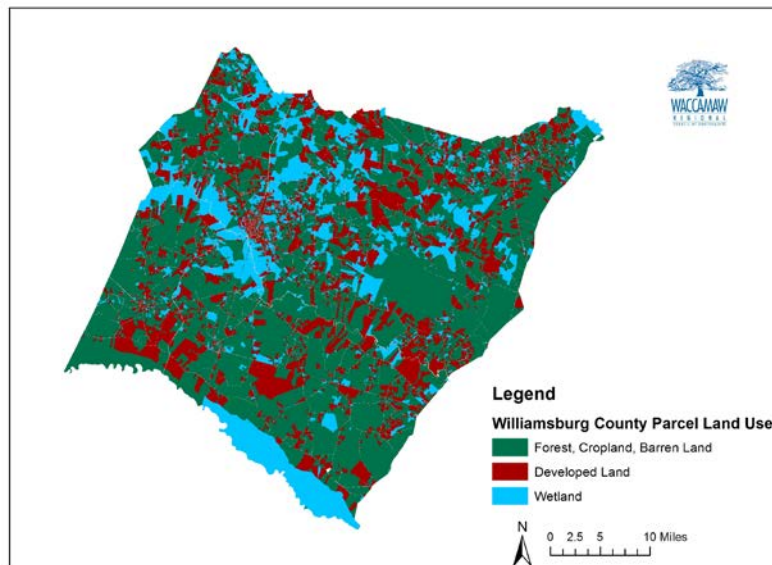 WACCAMAW
REGIONAL
Legend
Williamsburg County Parcel Land Use
Forest, Cropland, Barren Land
Developed Land
Wetland
N
0 2.5 5 10 Miles